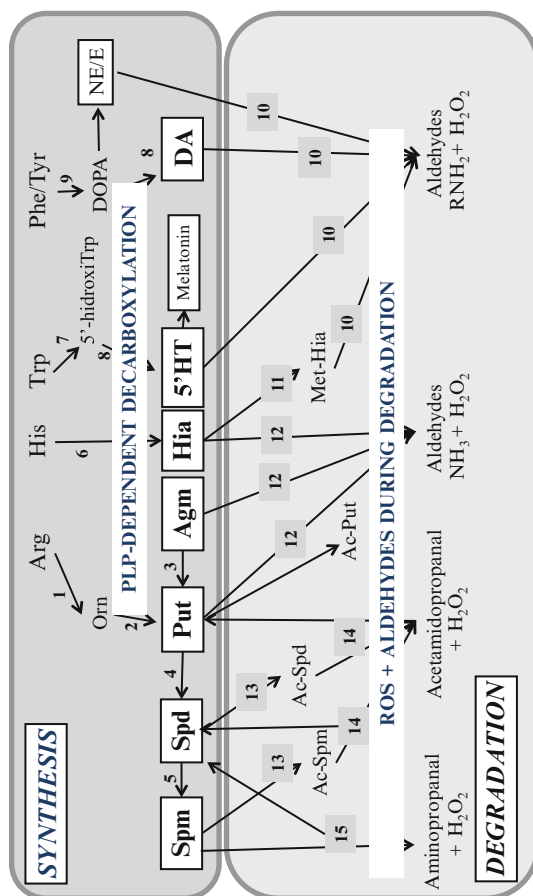 SYNTHESIS
Arg
His
Trp
Phe/Tyr
1
6
7
9
Orn
5’-hidroxiTrp
DOPA
NE/E
2
8
8
PLP-DEPENDENT DECARBOXYLATION
Spm
5
Spd
4
Put
3
Agm
Hia
5’HT
Melatonin
DA
13
13
12
12
12
11
10
10
10
Ac-Spm
Ac-Spd
Ac-Put
Met-Hia
15
14
14
10
ROS + ALDEHYDES DURING DEGRADATION
Aminopropanal
+ H2O2
Acetamidopropanal
+ H2O2
Aldehydes
NH3 + H2O2
Aldehydes
RNH2 + H2O2
DEGRADATION